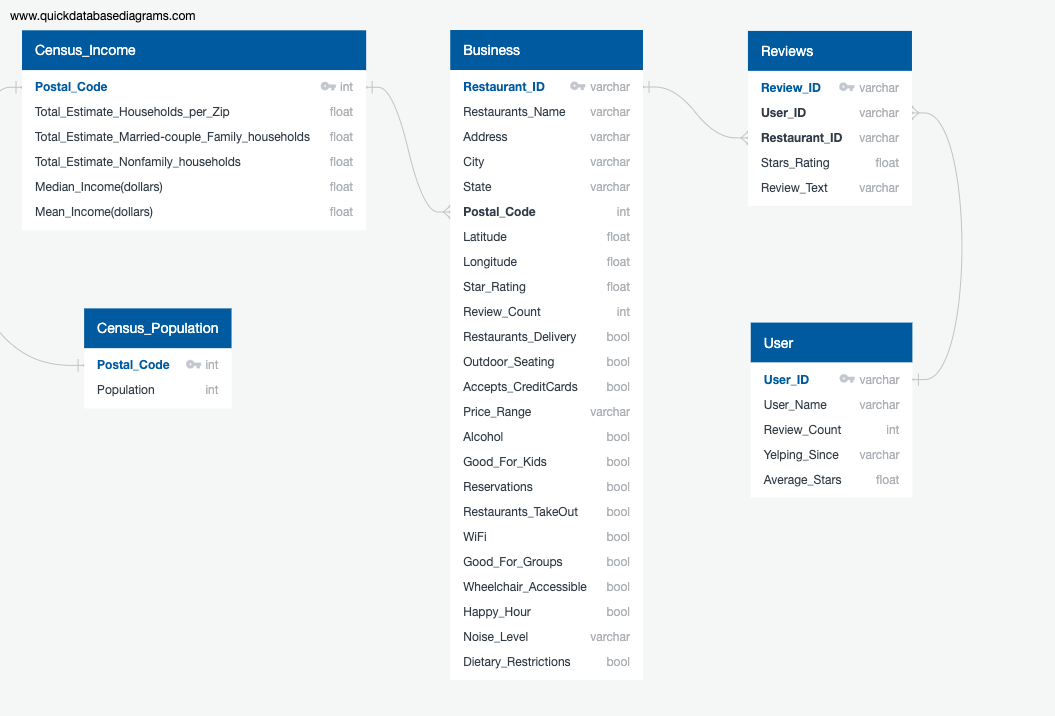 www.quickdatabasediagrams.com
Census_Income
Postal_Code int
Total_Estimate_Households_per_Zip float
Total_Estimate_Married-couple_Family_households float
Total_Estimate_Nonfamily_households float
Median_Income(dollars) float
Mean_Income(dollars) float
Census_Population
Postal_Code int
Population int
Business
Restaurant_ID varchar
Restaurants_Name varchar
Address varchar
City varchar
State varchar
Postal_Code int
Latitude float
Longitude float
Star_Rating float
Review_Count int
Restaurants_Delivery bool
Outdoor_Seating bool
Accepts_CreditCards bool
Price_Range varchar
Alcohol bool
Good_For_Kids bool
Reservations bool
Restaurants_TakeOut bool
WiFi bool
Good_For_Groups bool
Wheelchair_Accessible bool
Happy_Hour bool
Noise_Level varchar
Dietary_Restrictions bool
Reviews
Review_ID varchar
User_ID varchar
Restaurant_ID varchar
Stars_Rating float
Review_Text varchar
User
User_ID varchar
User_Name varchar
Review_Count int
Yelping_Since varchar
Average_Stars float